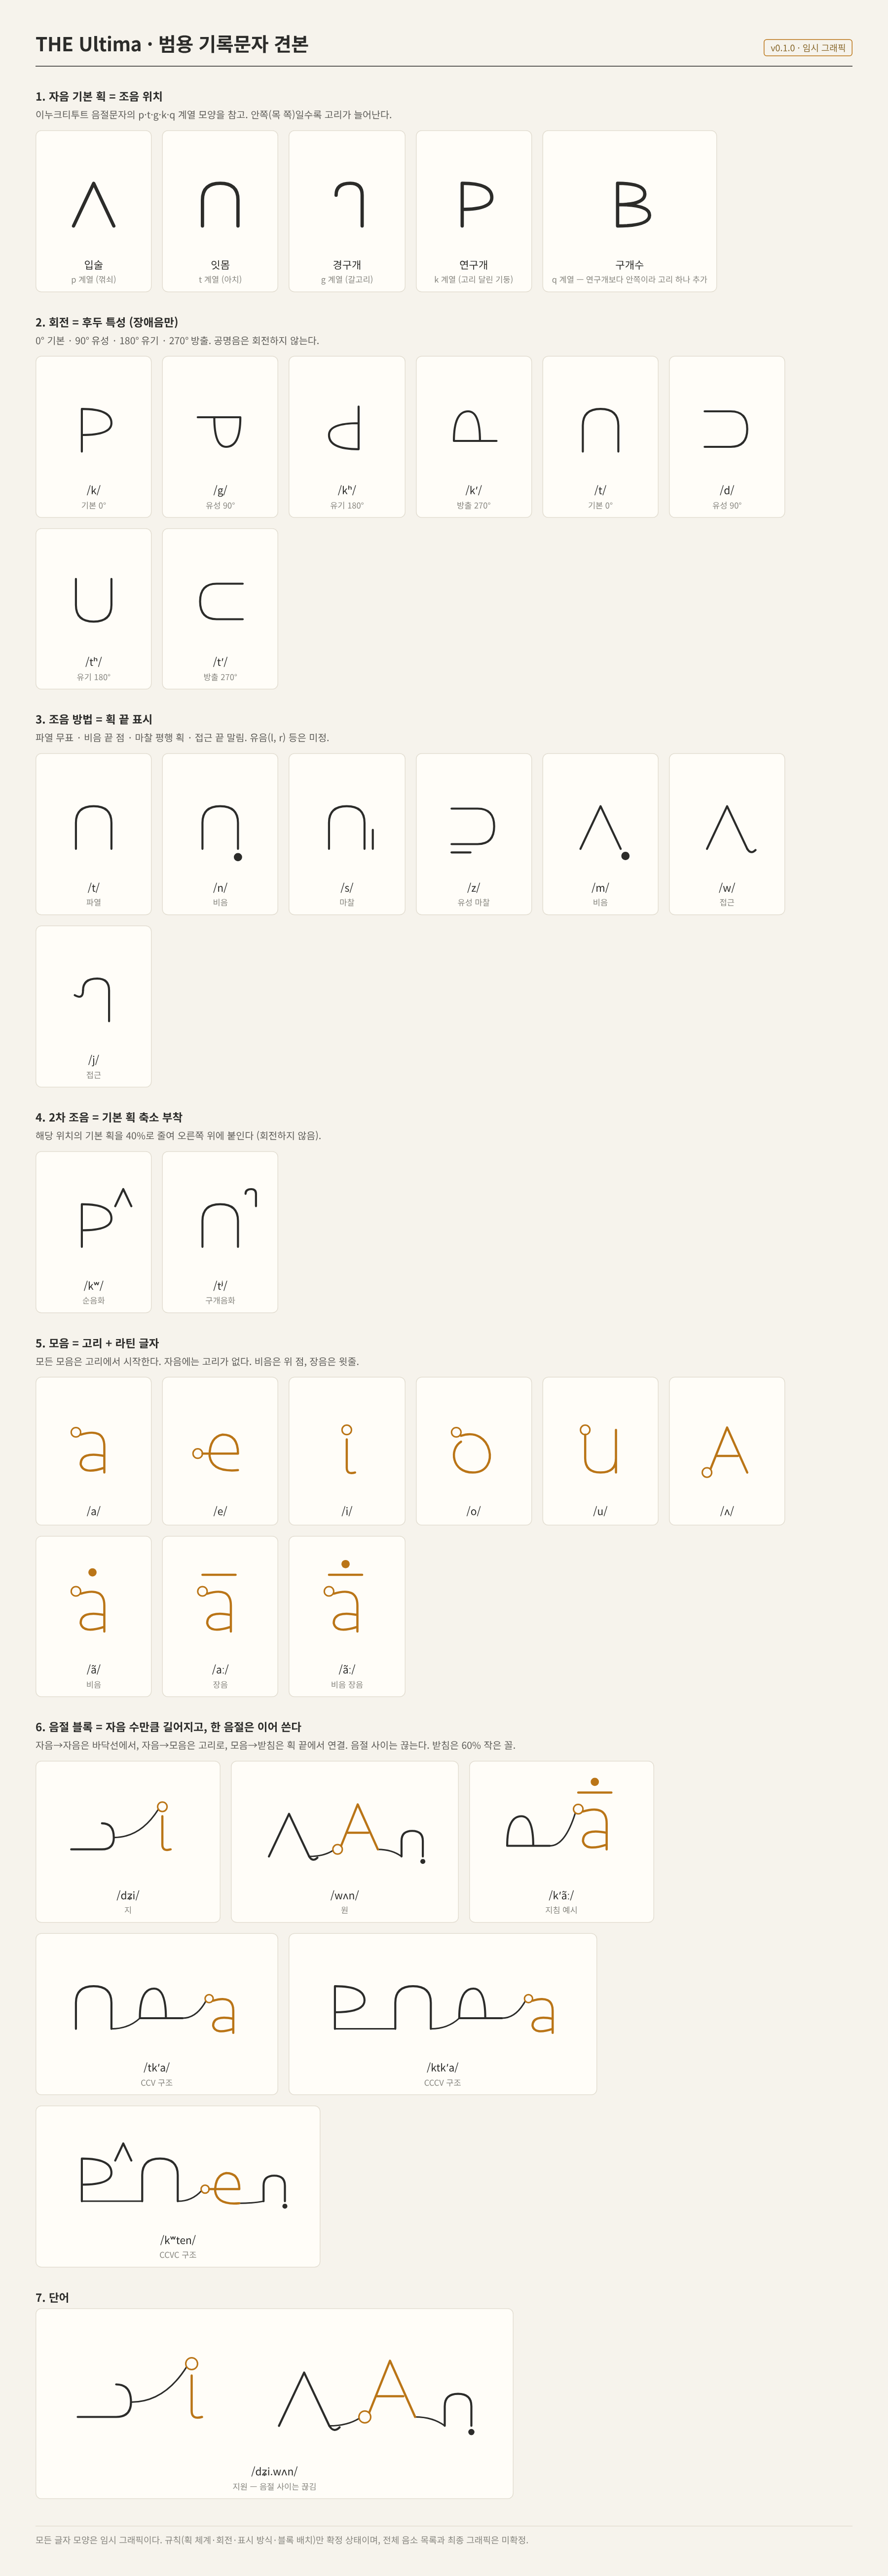 THE Ultima · 범용 기록문자 견본
v0.1.0 · 임시 그래픽
1. 자음 기본 획 = 조음 위치
이누크티투트 음절문자의 p·t·g·k·q 계열 모양을 참고. 안쪽(목 쪽)일수록 고리가 늘어난다.
입술 잇몸 경구개 연구개 구개수
p 계열 (꺾쇠) t 계열 (아치) g 계열 (갈고리) k 계열 (고리 달린 기둥) q 계열 — 연구개보다 안쪽이라 고리 하나 추가
2. 회전 = 후두 특성 (장애음만)
0° 기본 · 90° 유성 · 180° 유기 · 270° 방출. 공명음은 회전하지 않는다.
/k/ /g/ /kʰ/ /kʼ/ /t/ /d/
기본 0° 유성 90° 유기 180° 방출 270° 기본 0° 유성 90°
/tʰ/ /tʼ/
유기 180° 방출 270°
3. 조음 방법 = 획 끝 표시
파열 무표 · 비음 끝 점 · 마찰 평행 획 · 접근 끝 말림. 유음(l, r) 등은 미정.
/t/ /n/ /s/ /z/ /m/ /w/
파열 비음 마찰 유성 마찰 비음 접근
/j/
접근
4. 2차 조음 = 기본 획 축소 부착
해당 위치의 기본 획을 40%로 줄여 오른쪽 위에 붙인다 (회전하지 않음).
/kʷ/ /tʲ/
순음화 구개음화
5. 모음 = 고리 + 라틴 글자
모든 모음은 고리에서 시작한다. 자음에는 고리가 없다. 비음은 위 점, 장음은 윗줄.
/a/ /e/ /i/ /o/ /u/ /ʌ/
/ã/ /aː/ /ãː/
비음 장음 비음 장음
6. 음절 블록 = 자음 수만큼 길어지고, 한 음절은 이어 쓴다
자음→자음은 바닥선에서, 자음→모음은 고리로, 모음→받침은 획 끝에서 연결. 음절 사이는 끊는다. 받침은 60% 작은 꼴.
/dʑi/ /wʌn/ /kʼãː/
지 원 지침 예시
/tkʼa/ /ktkʼa/
CCV 구조 CCCV 구조
/kʷten/
CCVC 구조
7. 단어
/dʑi.wʌn/
지원 — 음절 사이는 끊김
모든 글자 모양은 임시 그래픽이다. 규칙(획 체계·회전·표시 방식·블록 배치)만 확정 상태이며, 전체 음소 목록과 최종 그래픽은 미확정.